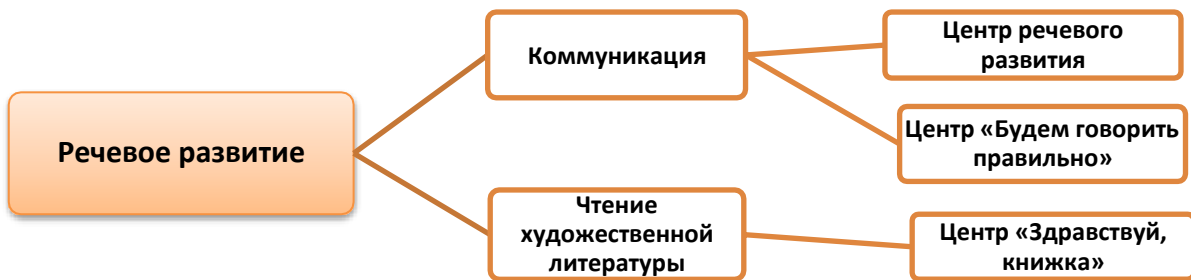 Речевое развитие
Коммуникация
Центр речевого
развития
Центр «Будем говорить
правильно»
Чтение
художественной
литературы
Центр «Здравствуй,
книжка»